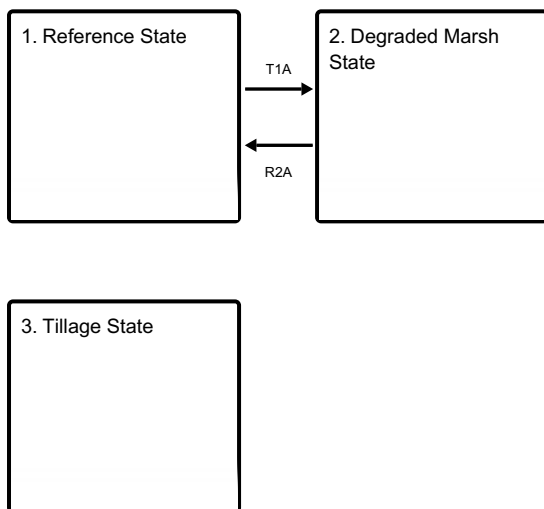 1. Reference State
2. Degraded Marsh
State
T1A
R2A
3. Tillage State